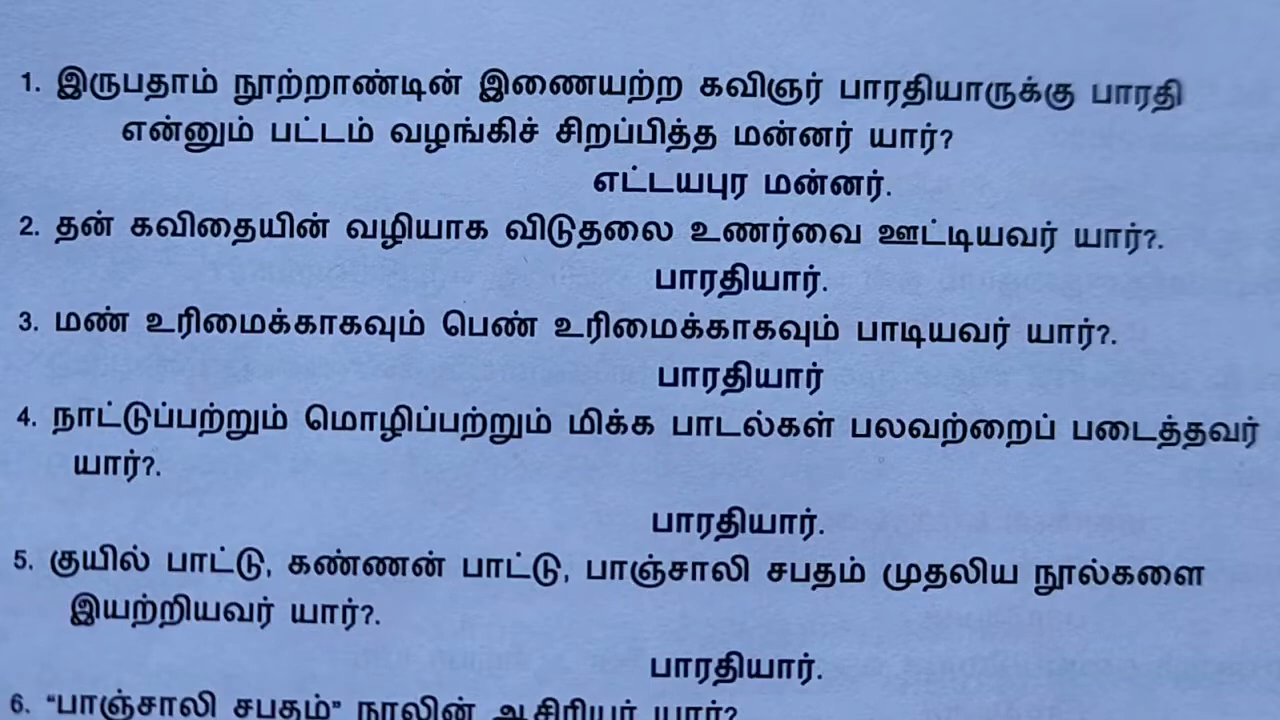 1. இருபதாம் நூற்றாண்டின் இணையற்ற கவிஞர் பாரதியாருக்கு பாரதி
என்னும் பட்டம் வழங்கிச் சிறப்பித்த மன்னர் யார்?
எட்டயபுர மன்னர்.
2. தன் கவிதையின் வழியாக விடுதலை உணர்வை ஊட்டியவர் யார்?.
பாரதியார்.
3. மண் உரிமைக்காகவும் பெண் உரிமைக்காகவும் பாடியவர் யார்?.
பாரதியார்
4. நாட்டுப்பற்றும் மொழிப்பற்றும் மிக்க பாடல்கள் பலவற்றைப் படைத்தவர்
யார்?.
பாரதியார்.
5. குயில் பாட்டு, கண்ணன் பாட்டு, பாஞ்சாலி சபதம் முதலிய நூல்களை
இயற்றியவர் யார்?.
பாரதியார்.
6. "பாஞ்சாலி சபதம்" நூலின் ஆசிரியர் யார்?